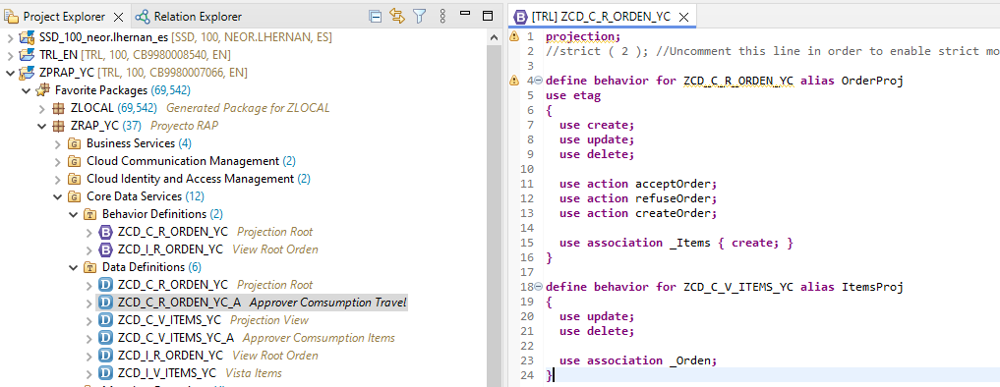 Project Explorer
Relation Explorer
SSD_100_neor.lhernan_es [SSD, 100, NEOR.LHERNAN, ES]
TRL_EN [TRL, 100, CB9980008540, EN]
ZPRAP_YC [TRL, 100, CB9980007066, EN]
Favorite Packages (69,542)
ZLOCAL (69,542) Generated Package for ZLOCAL
ZRAP_YC (37) Proyecto RAP
Business Services (4)
Cloud Communication Management (2)
Cloud Identity and Access Management (2)
Core Data Services (12)
Behavior Definitions (2)
ZCD_C_R_ORDEN_YC Projection Root
ZCD_I_R_ORDEN_YC View Root Orden
Data Definitions (6)
ZCD_C_R_ORDEN_YC Projection Root
ZCD_C_R_ORDEN_YC_A Approver Comsumption Travel
ZCD_C_V_ITEMS_YC Projection View
ZCD_C_V_ITEMS_YC_A Approver Comsumption Items
ZCD_I_R_ORDEN_YC View Root Orden
ZCD_I_V_ITEMS_YC Vista Items
[TRL] ZCD_C_R_ORDEN_YC
1 projection;
2 //strict ( 2 ); //Uncomment this line in order to enable strict mo
3
4 define behavior for ZCD_C_R_ORDEN_YC alias OrderProj
5 use etag
6 {
7 use create;
8 use update;
9 use delete;
10
11 use action acceptOrder;
12 use action refuseOrder;
13 use action createOrder;
14
15 use association _Items { create; }
16 }
17
18 define behavior for ZCD_C_V_ITEMS_YC alias ItemsProj
19 {
20 use update;
21 use delete;
22
23 use association _Orden;
24 }